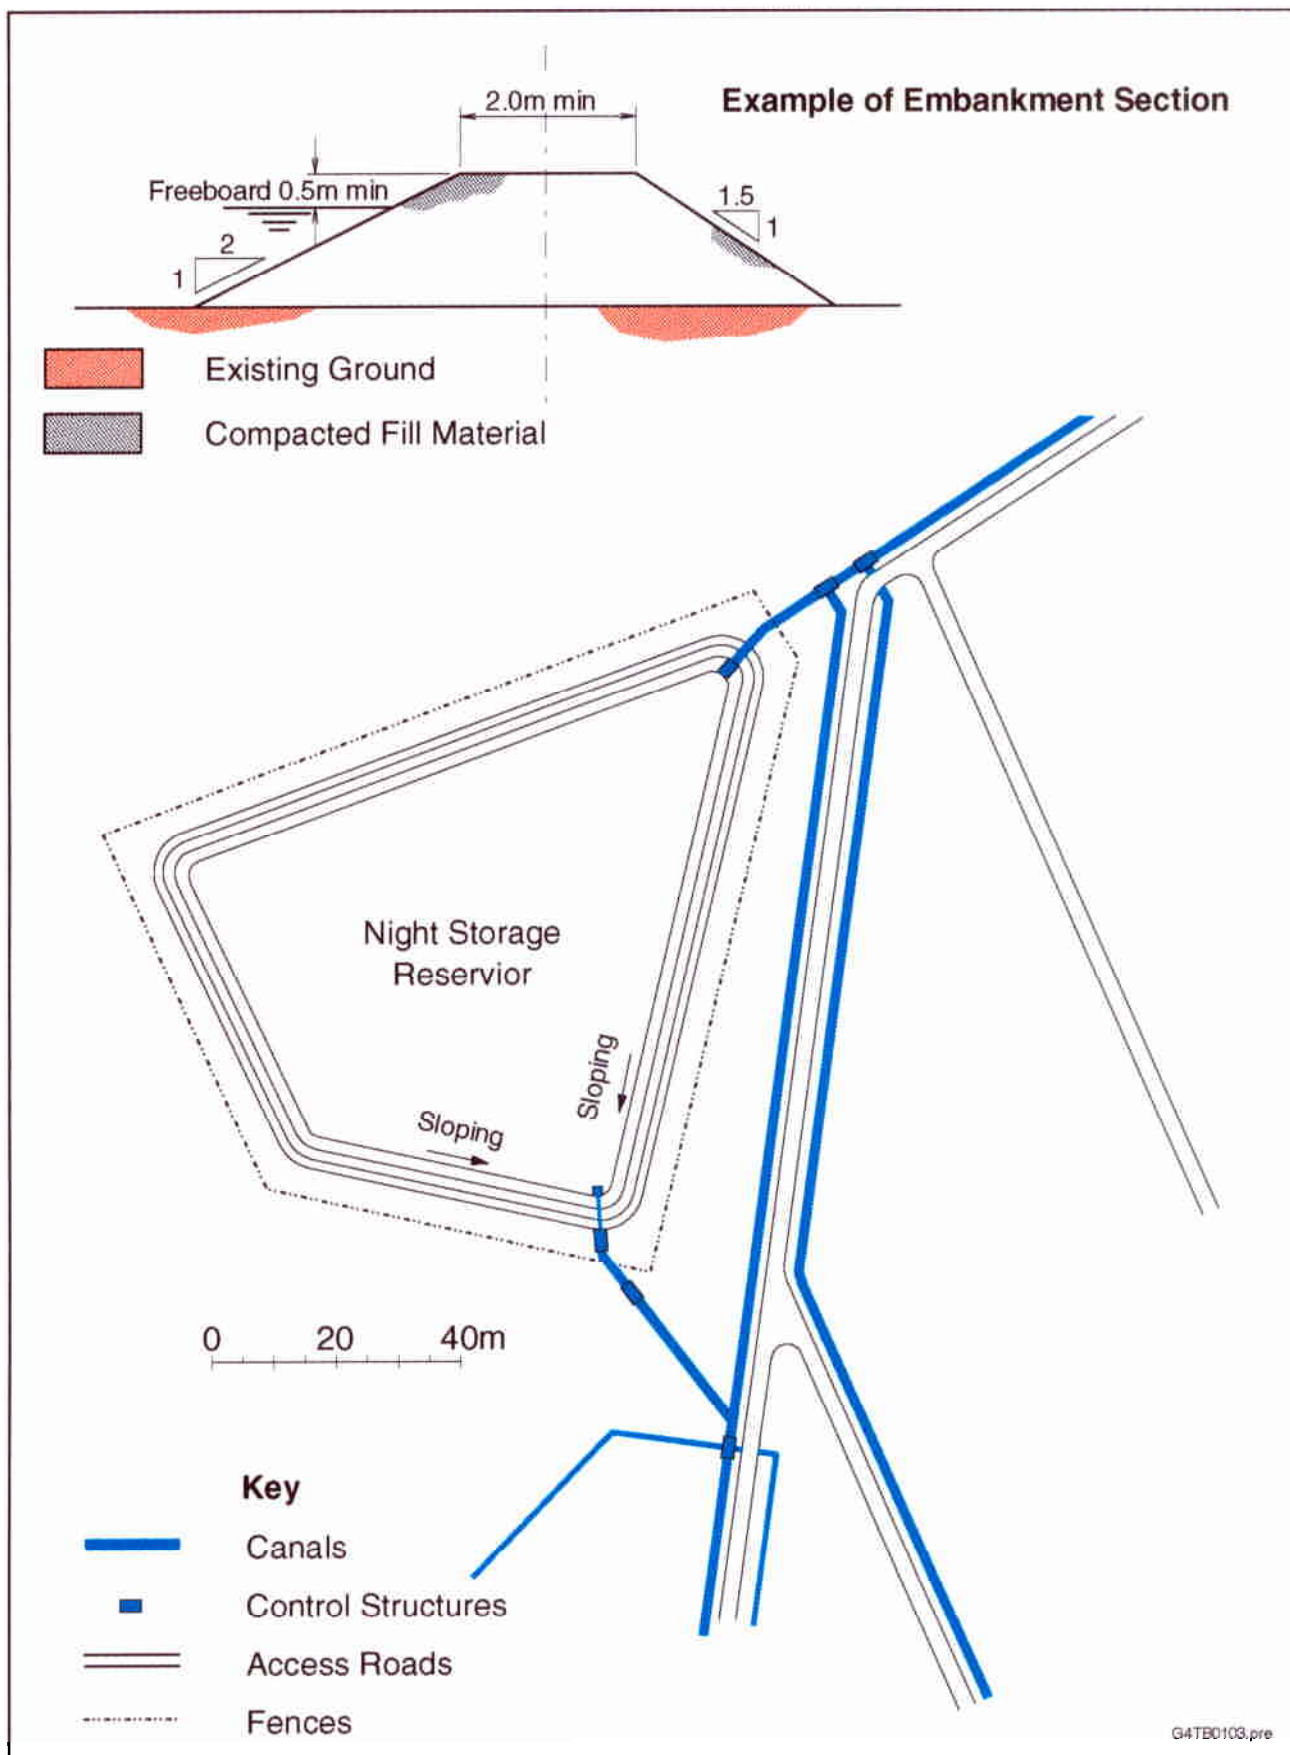 2.0m min
Example of Embankment Section
Freeboard 0.5m min
1.5
1
2
1
Existing Ground
Compacted Fill Material
Night Storage
Reservior
Sloping
Sloping
0 20 40m
Key
Canals
Control Structures
Access Roads
Fences
G4TB0103.pre